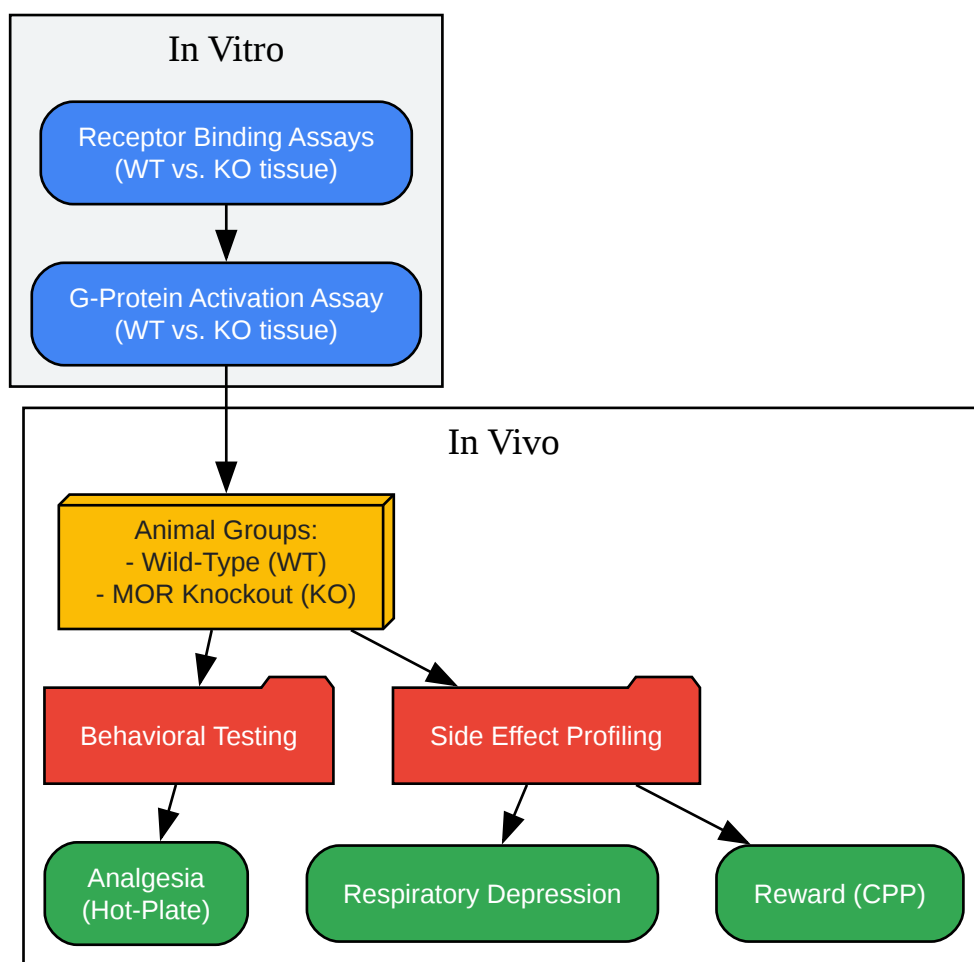 In Vitro
Receptor Binding Assays
(WT vs. KO tissue)
G-Protein Activation Assay
(WT vs. KO tissue)
In Vivo
Animal Groups:
- Wild-Type (WT)
- MOR Knockout (KO)
Behavioral Testing
Side Effect Profiling
Analgesia
(Hot-Plate)
Respiratory Depression
Reward (CPP)